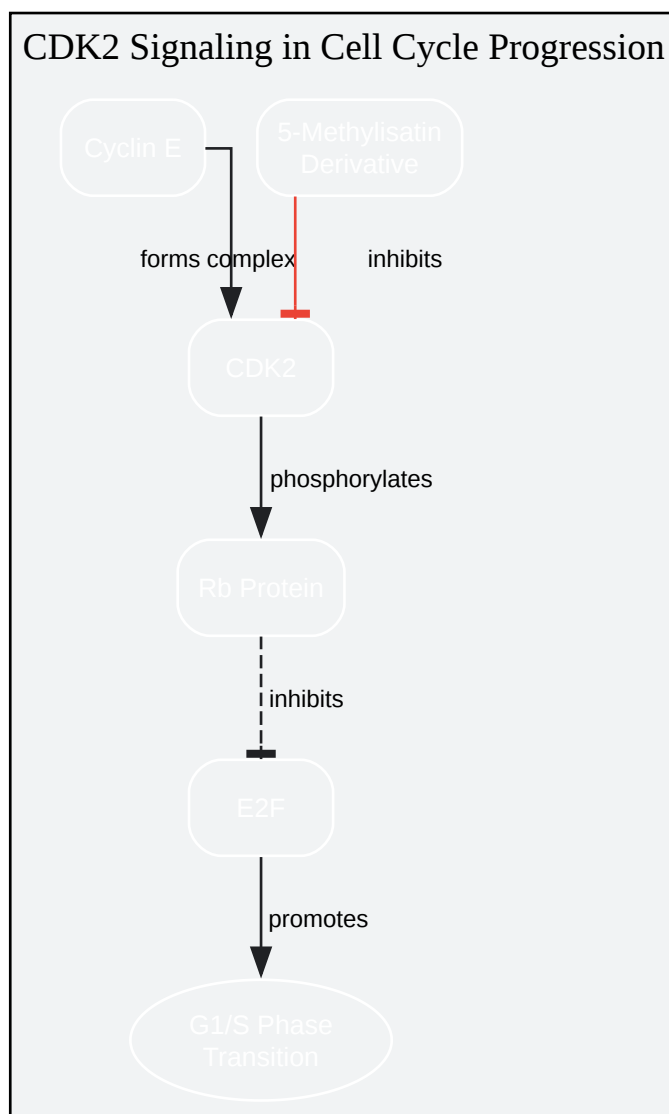 CDK2 Signaling in Cell Cycle Progression
Cyclin E
5-Methylisatin
Derivative
forms complex
inhibits
CDK2
phosphorylates
Rb Protein
inhibits
E2F
promotes
G1/S Phase
Transition